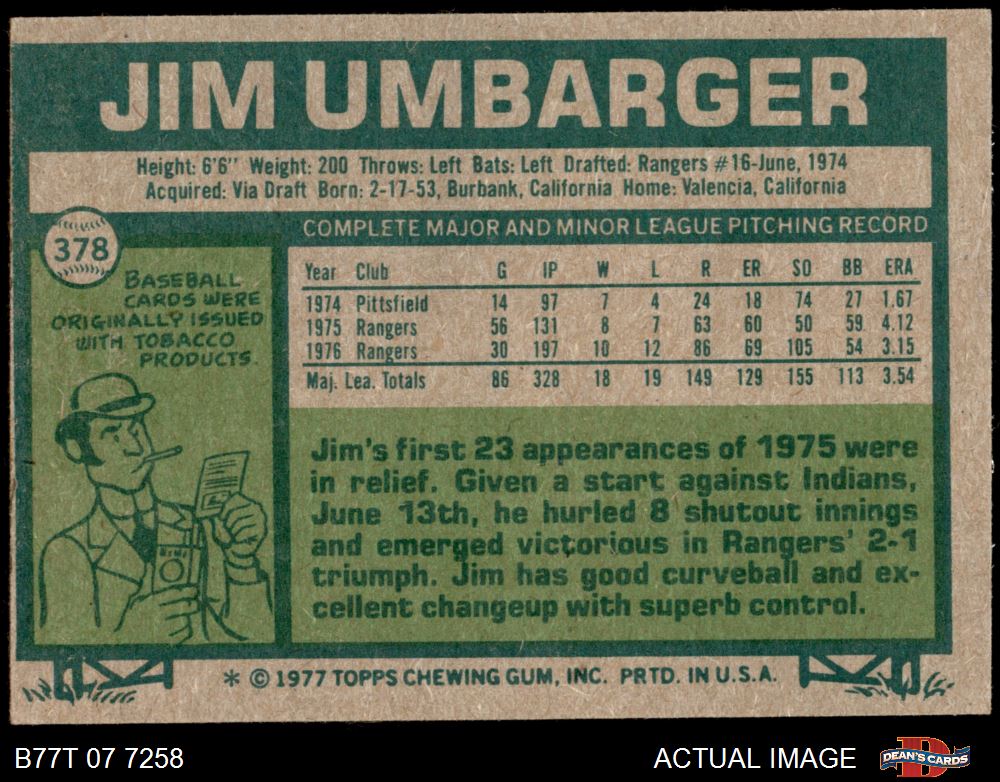 JIM UMBARGER
Height: 6'6" Weight: 200 Throws: Left Bats: Left Drafted: Rangers #16-June, 1974
Acquired: Via Draft Born: 2-17-53, Burbank, California Home: Valencia, California
378
BASEBALL
CARDS WERE
ORIGINALLY ISSUED
WITH TOBACCO
PRODUCTS.
COMPLETE MAJOR AND MINOR LEAGUE PITCHING RECORD
Year Club G IP W L R ER SO BB ERA
1974 Pittsfield 14 97 7 4 24 18 74 27 1.67
1975 Rangers 56 131 8 7 63 60 50 59 4.12
1976 Rangers 30 197 10 12 86 69 105 54 3.15
Maj. Lea. Totals 86 328 18 19 149 129 155 113 3.54
Jim's first 23 appearances of 1975 were
in relief. Given a start against Indians,
June 13th, he hurled 8 shutout innings
and emerged victorious in Rangers' 2-1
triumph. Jim has good curveball and ex-
cellent changeup with superb control.
* © 1977 TOPPS CHEWING GUM, INC. PRTD. IN U.S.A.
B77T 07 7258 ACTUAL IMAGE
DEAN'S CARDS